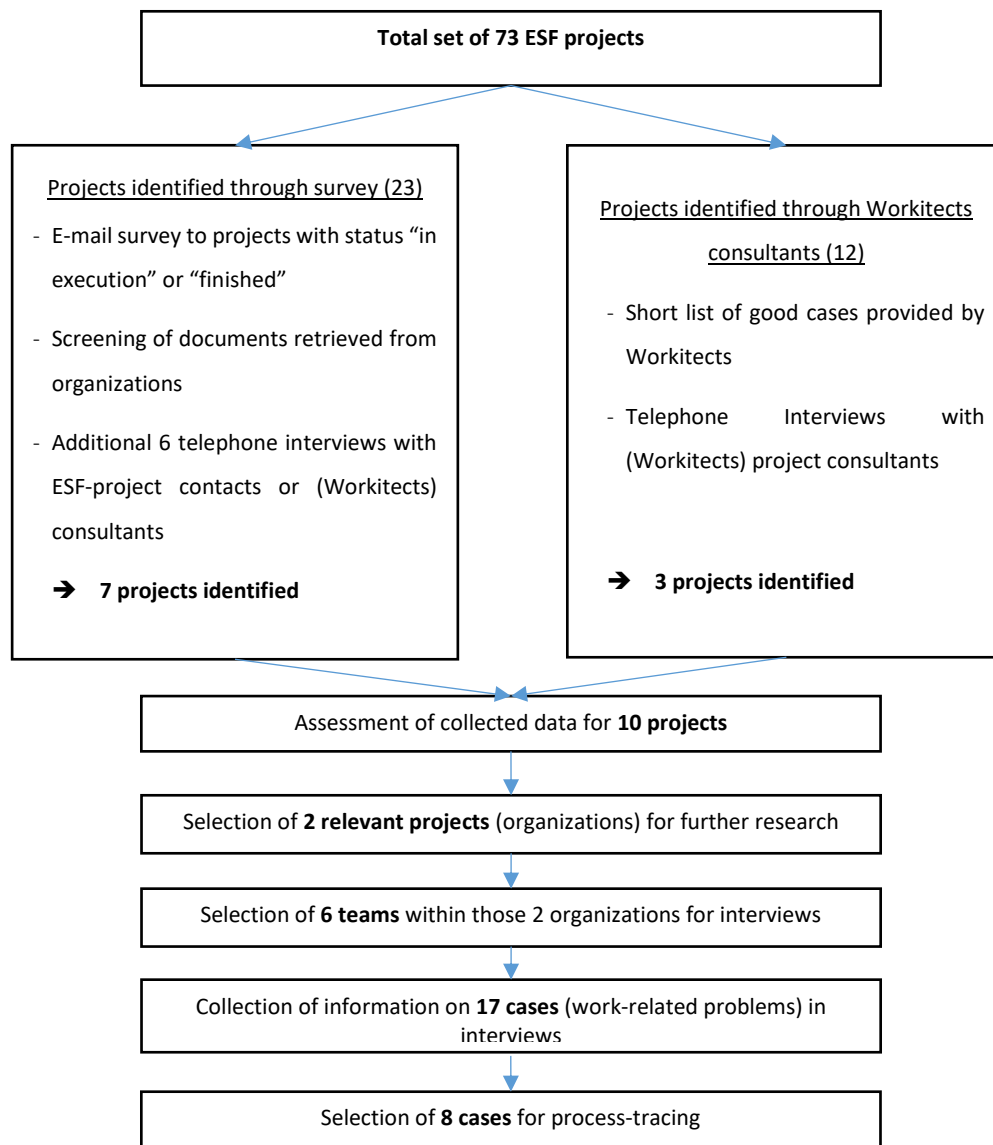 Total set of 73 ESF projects
Projects identified through survey (23)
- E-mail survey to projects with status “in
execution” or “finished”
- Screening of documents retrieved from
organizations
- Additional 6 telephone interviews with
ESF-project contacts or (Workitects)
consultants
➔ 7 projects identified
Projects identified through Workitects
consultants (12)
- Short list of good cases provided by
Workitects
- Telephone Interviews with
(Workitects) project consultants
➔ 3 projects identified
Assessment of collected data for 10 projects
Selection of 2 relevant projects (organizations) for further research
Selection of 6 teams within those 2 organizations for interviews
Collection of information on 17 cases (work-related problems) in
interviews
Selection of 8 cases for process-tracing